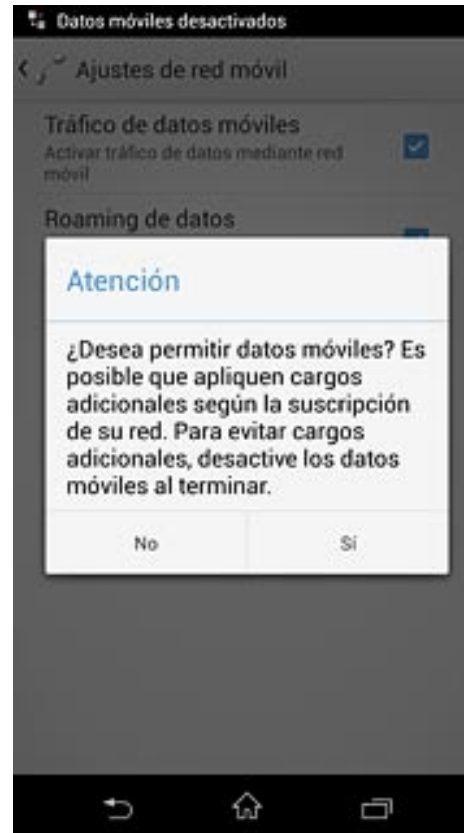 Datos móviles desactivados
Ajustes de red móvil
Tráfico de datos móviles
Activar tráfico de datos mediante red
móvil
Roaming de datos
Atención
¿Desea permitir datos móviles? Es
posible que apliquen cargos
adicionales según la suscripción
de su red. Para evitar cargos
adicionales, desactive los datos
móviles al terminar.
No
Sí